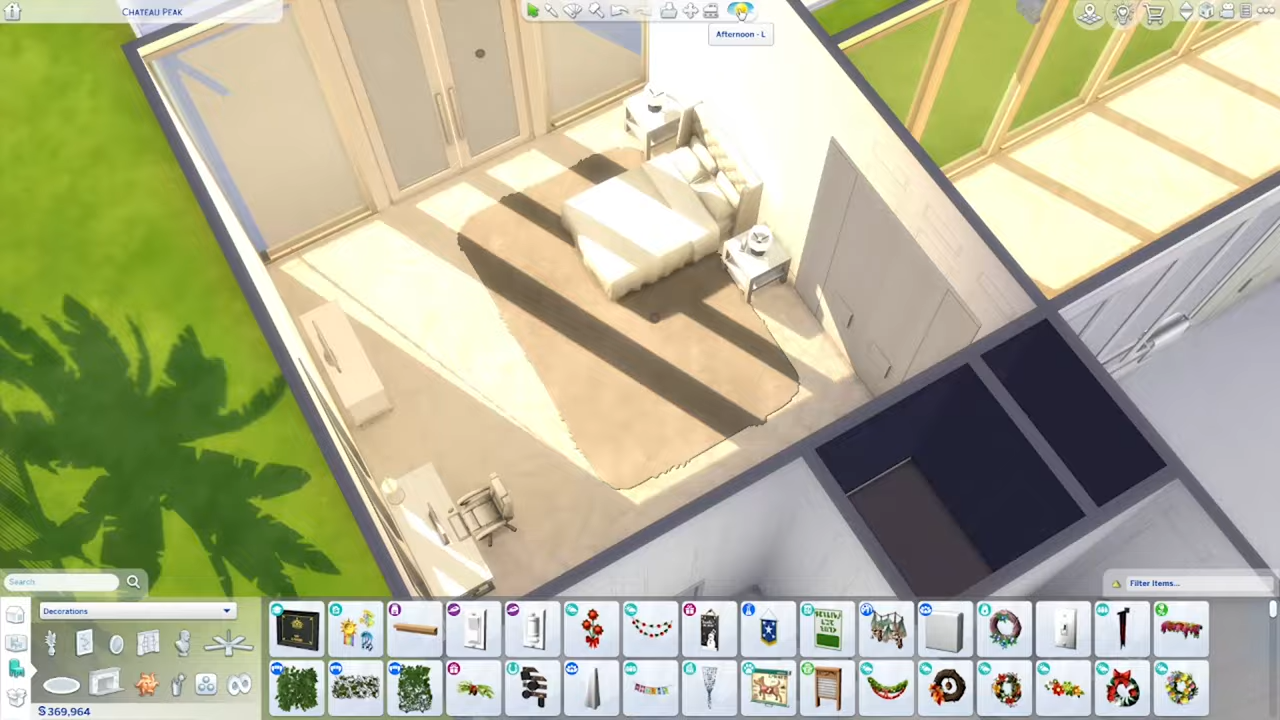 CHATEAU PEAK
Afternoon - L
Search
Filter Items...
Decorations
$369,964